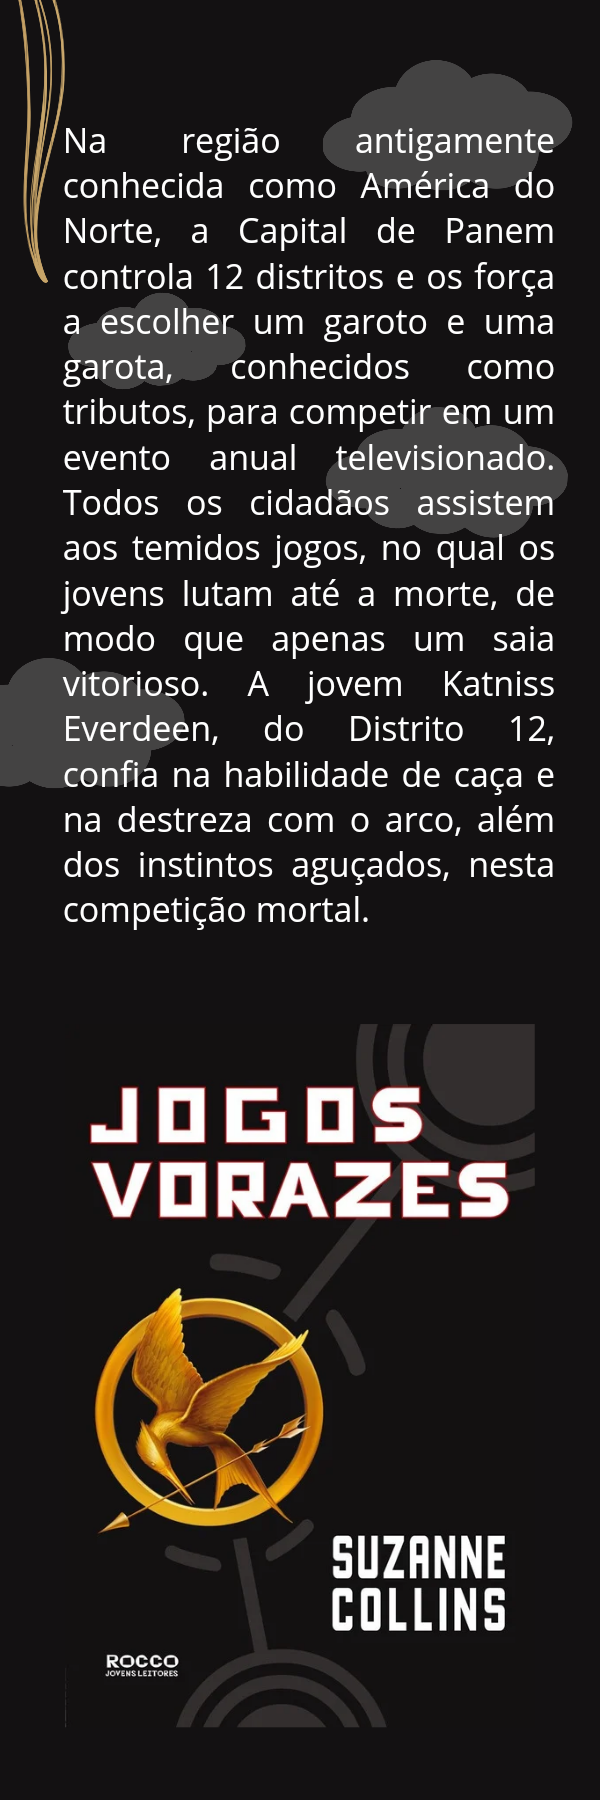 Na região antigamente
conhecida como América do
Norte, a Capital de Panem
controla 12 distritos e os força
a escolher um garoto e uma
garota, conhecidos como
tributos, para competir em um
evento anual televisionado.
Todos os cidadãos assistem
aos temidos jogos, no qual os
jovens lutam até a morte, de
modo que apenas um saia
vitorioso. A jovem Katniss
Everdeen, do Distrito 12,
confia na habilidade de caça e
na destreza com o arco, além
dos instintos aguçados, nesta
competição mortal.
JOGOS
VORAZES
SUZANNE
COLLINS
ROCCO
JOVENS LEITORES